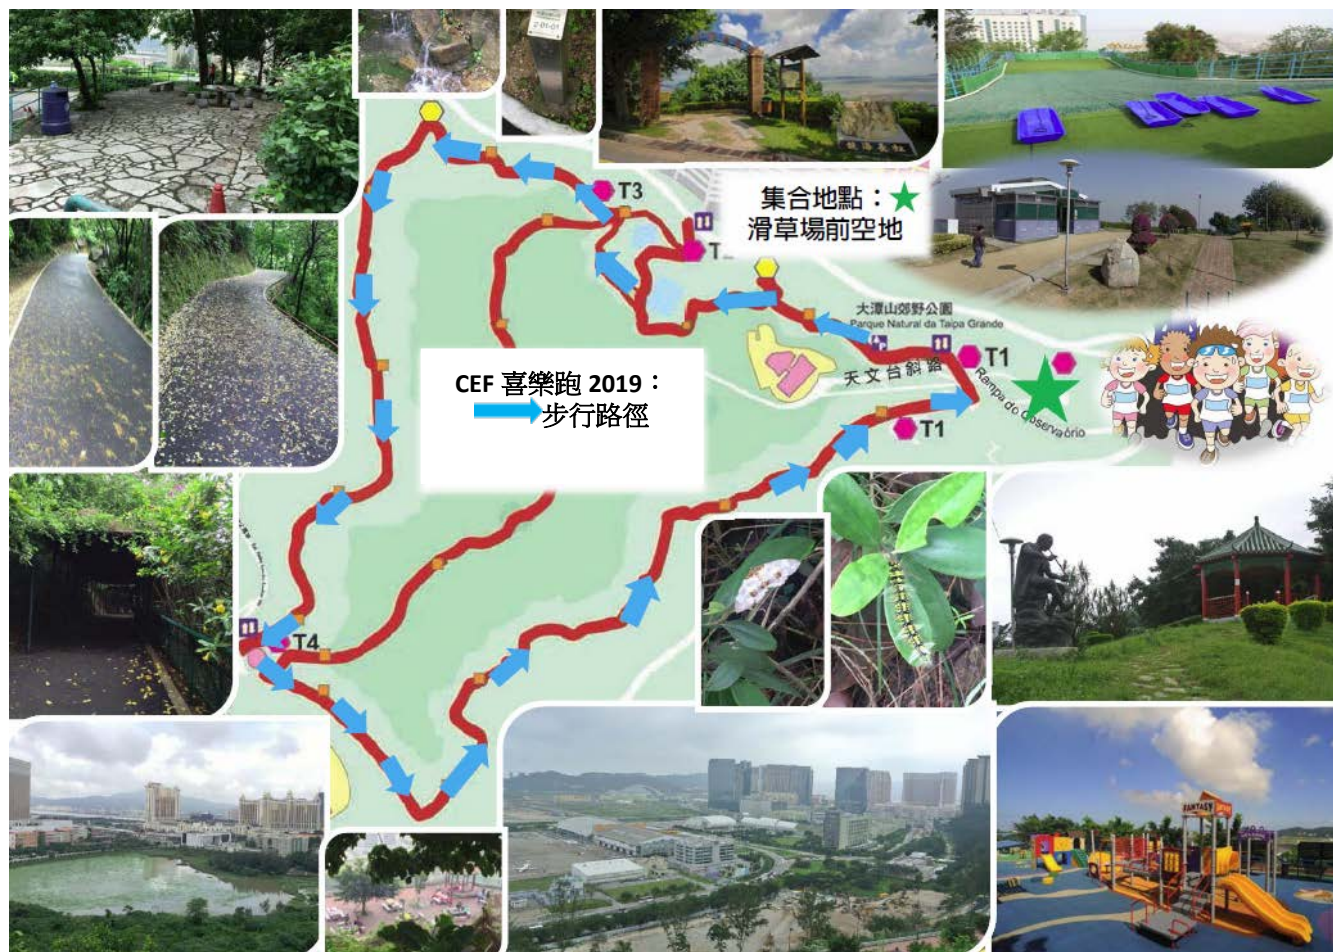 集合地點：
滑草場前空地
T3
大潭山郊野公園
Parque Natural da Taipa Grande
T1
天文台斜路
Rampa do Observatório
T1
CEF 喜樂跑 2019：
步行路徑
T4
FANTASY